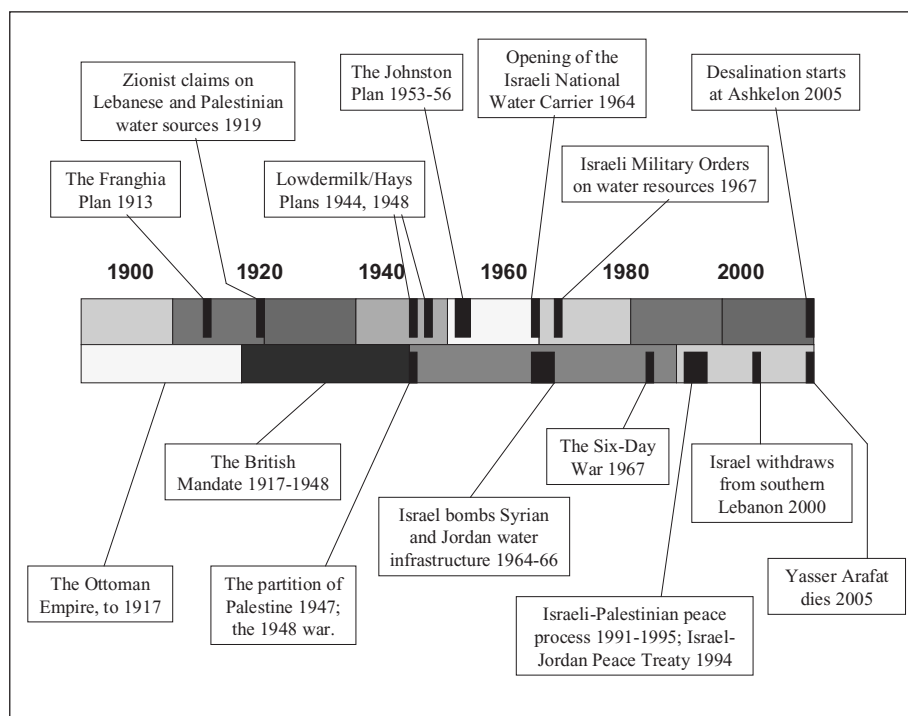 Zionist claims on
Lebanese and Palestinian
water sources 1919
The Johnston
Plan 1953-56
Opening of the
Israeli National
Water Carrier 1964
Desalination starts
at Ashkelon 2005
The Franghia
Plan 1913
Lowdermilk/Hays
Plans 1944, 1948
Israeli Military Orders
on water resources 1967
1900 1920 1940 1960 1980 2000
The British
Mandate 1917-1948
The Six-Day
War 1967
Israel withdraws
from southern
Lebanon 2000
Israel bombs Syrian
and Jordan water
infrastructure 1964-66
The Ottoman
Empire, to 1917
The partition of
Palestine 1947;
the 1948 war.
Israeli-Palestinian peace
process 1991-1995; Israel-
Jordan Peace Treaty 1994
Yasser Arafat
dies 2005